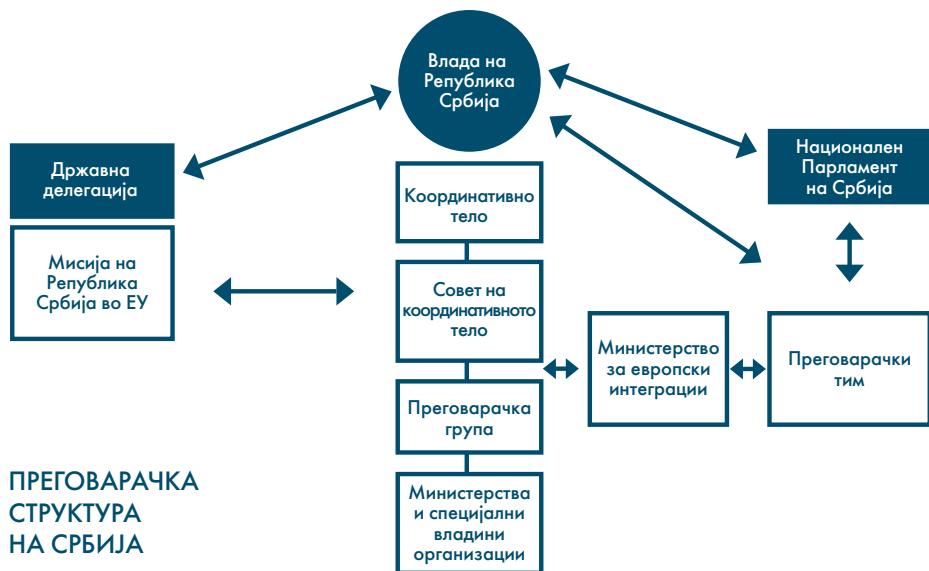 Влада на
Република
Србија
Државна
делегација
Национален
Парламент
на Србија
Координативно
тело
Мисија на
Република
Србија во ЕУ
Совет на
координативното
тело
Министерство
за европски
интеграции
Преговарачки
тим
Преговарачка
група
Министерства
и специјални
владини
организации
ПРЕГОВАРАЧКА
СТРУКТУРА
НА СРБИЈА